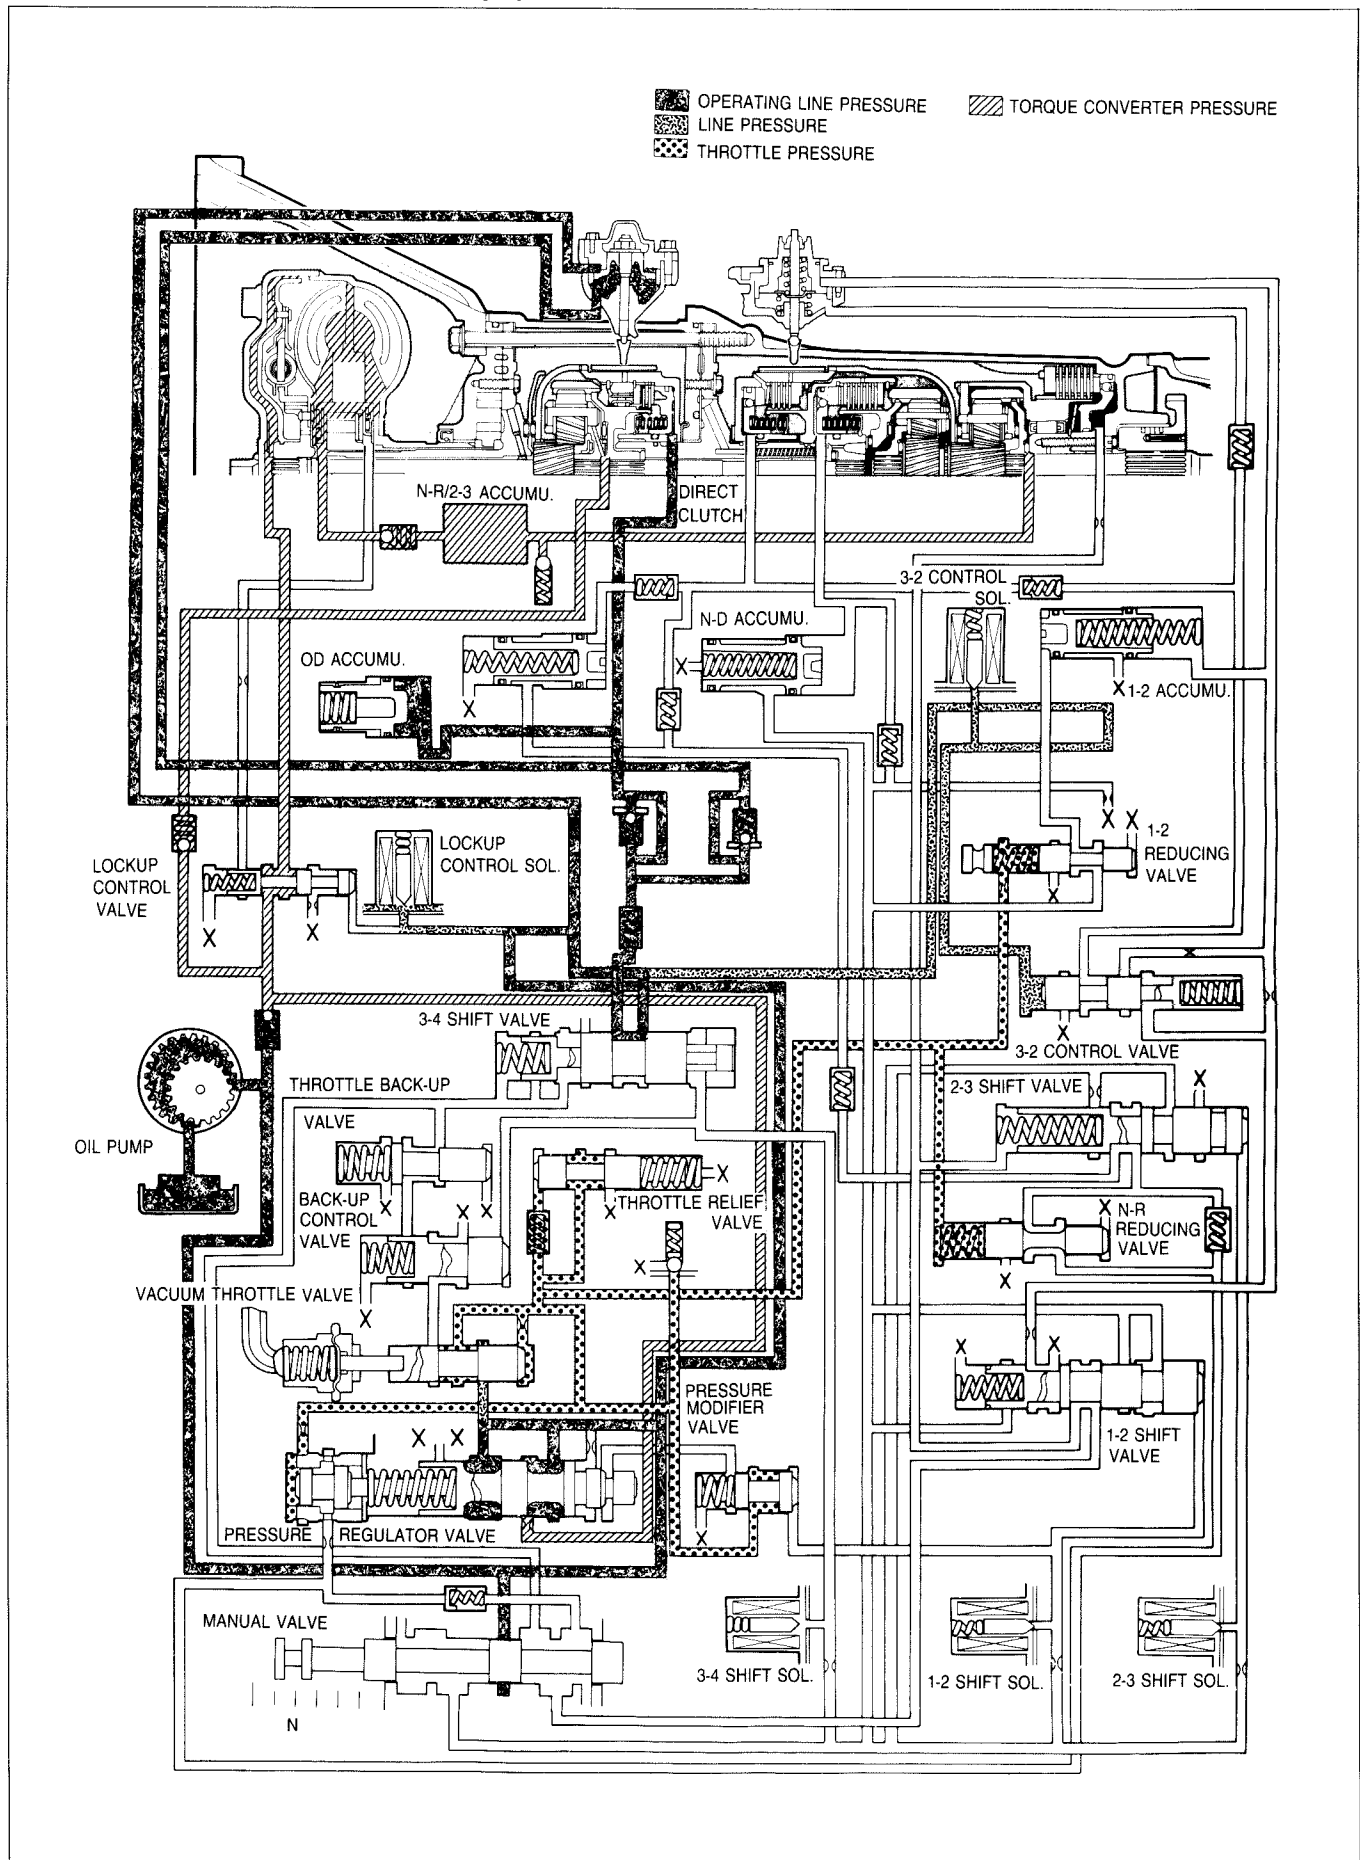 OPERATING LINE PRESSURE
TORQUE CONVERTER PRESSURE
LINE PRESSURE
THROTTLE PRESSURE
N-R/2-3 ACCUMU.
DIRECT
CLUTCH
3-2 CONTROL
SOL.
N-D ACCUMU.
OD ACCUMU.
X
X
X 1-2 ACCUMU.
X X
LOCKUP
CONTROL SOL.
1-2
REDUCING
VALVE
LOCKUP
CONTROL
VALVE
X
X
X
X
3-4 SHIFT VALVE
X
3-2 CONTROL VALVE
THROTTLE BACK-UP
VALVE
2-3 SHIFT VALVE
X
OIL PUMP
X
THROTTLE RELIEF
VALVE
X
X
X
X
BACK-UP
CONTROL
VALVE
X
X
N-R
REDUCING
VALVE
X
X
VACUUM THROTTLE VALVE
X
X
X
PRESSURE
MODIFIER
VALVE
X X
1-2 SHIFT
VALVE
PRESSURE REGULATOR VALVE
X
MANUAL VALVE
3-4 SHIFT SOL.
1-2 SHIFT SOL.
2-3 SHIFT SOL.
N